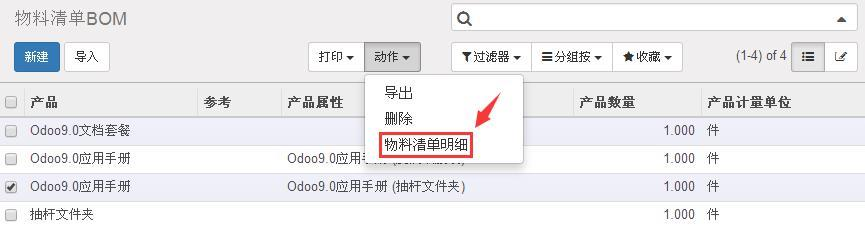 物料清单BOM
新建 导入 打印 动作 过滤器 分组按 收藏 (1-4) of 4
导出
删除
物料清单明细
产品 参考 产品属性 产品数量 产品计量单位
Odoo9.0文档套餐 1.000 件
Odoo9.0应用手册 Odoo9.0应用手册 1.000 件
Odoo9.0应用手册 Odoo9.0应用手册 (抽杆文件夹) 1.000 件
抽杆文件夹 1.000 件